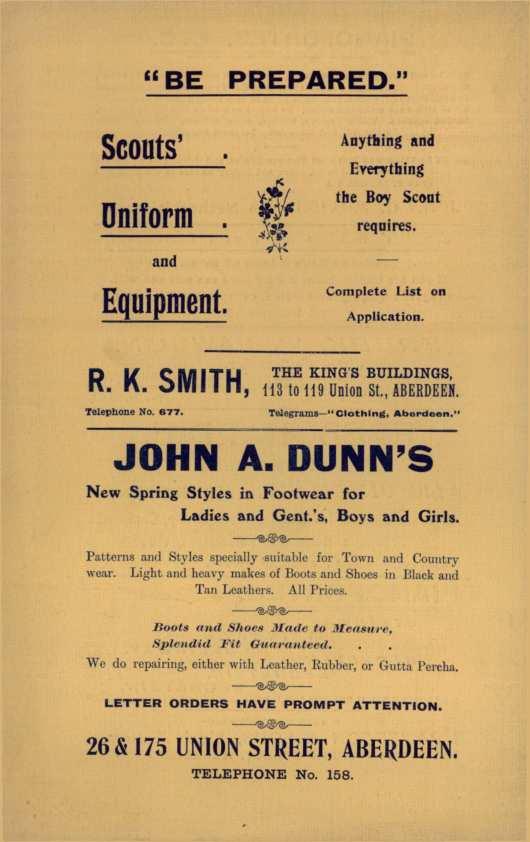 "BE PREPARED."
Scouts' .
Uniform .
and
Equipment.
Anything and
Everything
the Boy Scout
requires.
Complete List on
Application.
R. K. SMITH,
THE KING'S BUILDINGS,
113 to 119 Union St., ABERDEEN.
Telephone No. 677.
Telegrams—"Clothing, Aberdeen."
JOHN A. DUNN'S
New Spring Styles in Footwear for
Ladies and Gent.'s, Boys and Girls.
Patterns and Styles specially suitable for Town and Country
wear. Light and heavy makes of Boots and Shoes in Black and
Tan Leathers. All Prices.
Boots and Shoes Made to Measure,
Splendid Fit Guaranteed. . .
We do repairing, either with Leather, Rubber, or Gutta Percha.
LETTER ORDERS HAVE PROMPT ATTENTION.
26 & 175 UNION STREET, ABERDEEN.
TELEPHONE No. 158.